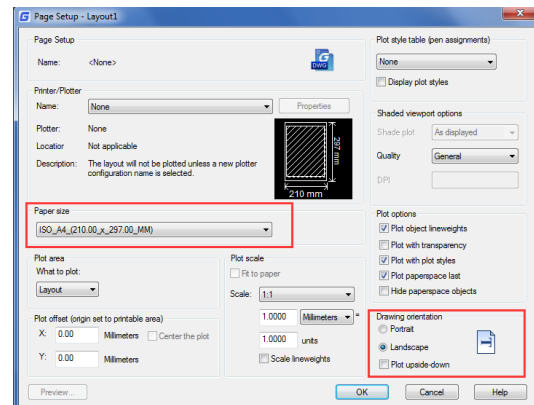 Page Setup - Layout1
Page Setup
Name: <None>
DWG
Plot style table (pen assignments)
None
Display plot styles
Printer/Plotter
Name: None
Properties
Plotter: None
Locatior Not applicable
Description: The layout will not be plotted unless a new plotter
configuration name is selected.
297 mm
210 mm
Shaded viewport options
Shade plot As displayed
Quality General
DPI
Paper size
ISO_A4_(210.00_x_297.00_MM)
Plot area
What to plot:
Layout
Plot scale
Fit to paper
Scale: 1:1
1.0000 Millimeters =
1.0000 units
Scale lineweights
Plot offset (origin set to printable area)
X: 0.00 Millimeters Center the plot
Y: 0.00 Millimeters
Plot options
Plot object lineweights
Plot with transparency
Plot with plot styles
Plot paperspace last
Hide paperspace objects
Drawing orientation
Portrait
Landscape
Plot upside-down
Preview...
OK
Cancel
Help